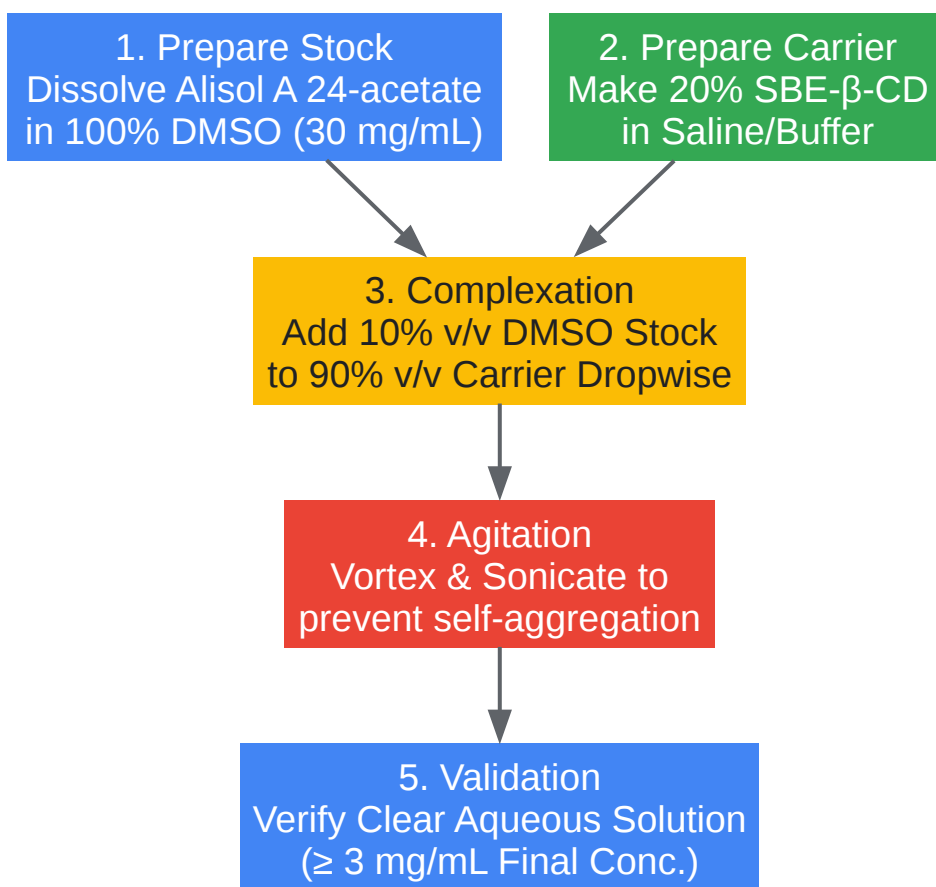 1. Prepare Stock
Dissolve Alisol A 24-acetate
in 100% DMSO (30 mg/mL)
2. Prepare Carrier
Make 20% SBE-β-CD
in Saline/Buffer
3. Complexation
Add 10% v/v DMSO Stock
to 90% v/v Carrier Dropwise
4. Agitation
Vortex & Sonicate to
prevent self-aggregation
5. Validation
Verify Clear Aqueous Solution
(≥ 3 mg/mL Final Conc.)